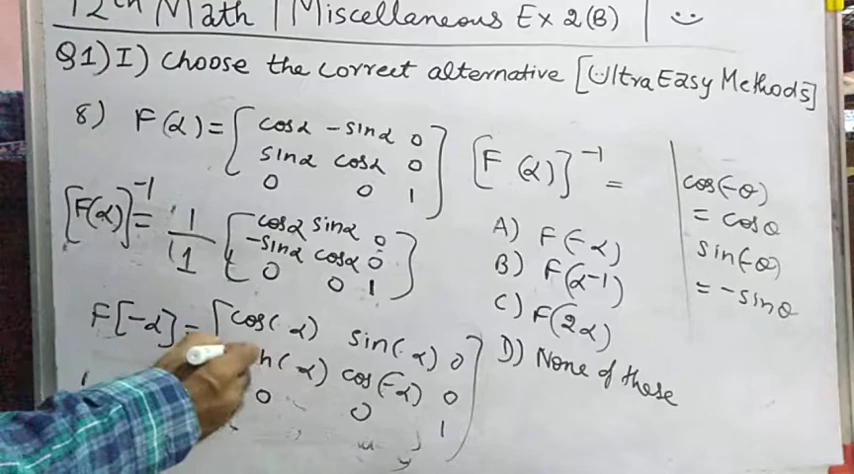 12th Math | Miscellaneous Ex 2(B) |
Q1) I) Choose the correct alternative [Ultra Easy Methods]
8) F(α) = [ cosα -sinα 0
sinα cosα 0
0 0 1 ]
[F(α)]⁻¹ =
[F(α)]⁻¹ = 1/1 [ cosα sinα 0
-sinα cosα 0
0 0 1 ]
A) F(-α)
B) F(α⁻¹)
C) F(2α)
D) None of these
cos(-θ)
= cosθ
sin(-θ)
= -sinθ
F[-α] = [ cos(-α) sin(-α) 0
(-α) cos(-α) 0
0 0 1 ]